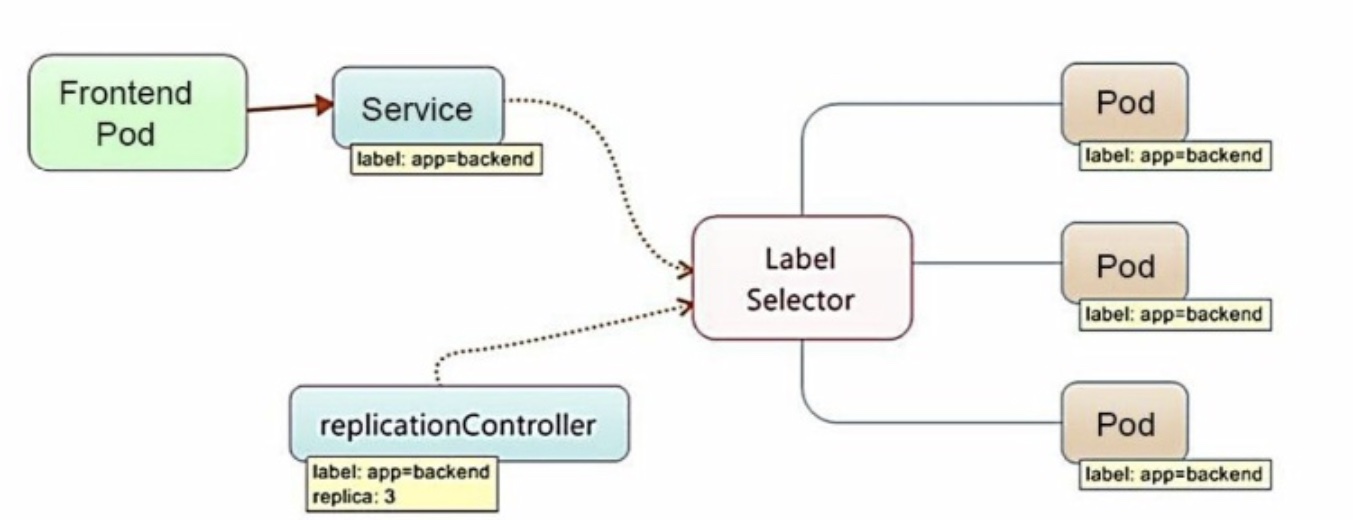 Frontend
Pod
Service
label: app=backend
Label
Selector
replicationController
label: app=backend
replica: 3
Pod
label: app=backend
Pod
label: app=backend
Pod
label: app=backend